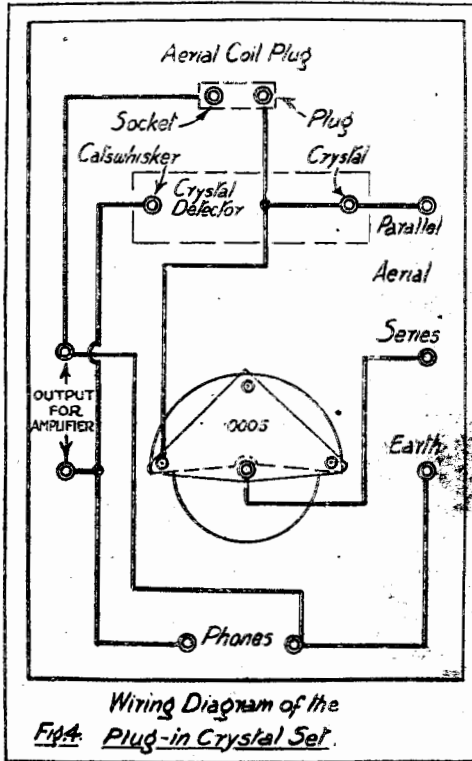 Aerial Coil Plug
Socket
Plug
Catswhisker
Crystal
Crystal
Detector
Parallel
Aerial
Series
OUTPUT
FOR
AMPLIFIER
.0005
Earth
Phones
Wiring Diagram of the
Fig.4. Plug-in Crystal Set.